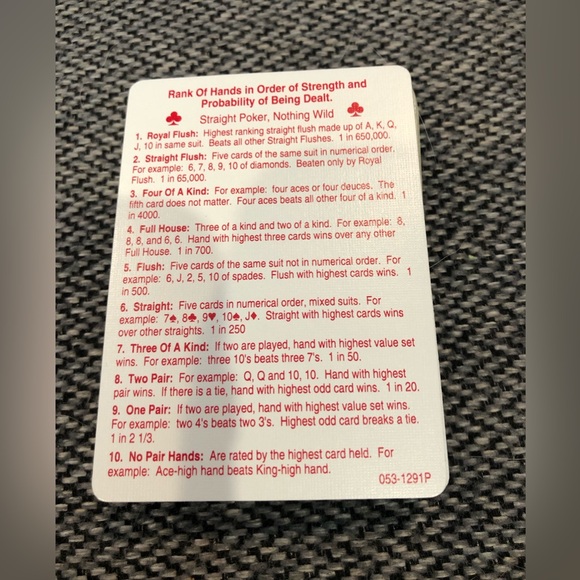 Rank Of Hands in Order of Strength and
Probability of Being Dealt.
Straight Poker, Nothing Wild
1. Royal Flush: Highest ranking straight flush made up of A, K, Q,
J, 10 in same suit. Beats all other Straight Flushes. 1 in 650,000.
2. Straight Flush: Five cards of the same suit in numerical order.
For example: 6, 7, 8, 9, 10 of diamonds. Beaten only by Royal
Flush. 1 in 65,000.
3. Four Of A Kind: For example: four aces or four deuces. The
fifth card does not matter. Four aces beats all other four of a kind. 1
in 4000.
4. Full House: Three of a kind and two of a kind. For example: 8,
8, 8, and 6, 6. Hand with highest three cards wins over any other
Full House. 1 in 700.
5. Flush: Five cards of the same suit not in numerical order. For
example: 6, J, 2, 5, 10 of spades. Flush with highest cards wins. 1
in 500.
6. Straight: Five cards in numerical order, mixed suits. For
example: 7♠, 8♣, 9♥, 10♠, J♦. Straight with highest cards wins
over other straights. 1 in 250
7. Three Of A Kind: If two are played, hand with highest value set
wins. For example: three 10's beats three 7's. 1 in 50.
8. Two Pair: For example: Q, Q and 10, 10. Hand with highest
pair wins. If there is a tie, hand with highest odd card wins. 1 in 20.
9. One Pair: If two are played, hand with highest value set wins.
For example: two 4's beats two 3's. Highest odd card breaks a tie.
1 in 2 1/3.
10. No Pair Hands: Are rated by the highest card held. For
example: Ace-high hand beats King-high hand.
053-1291P